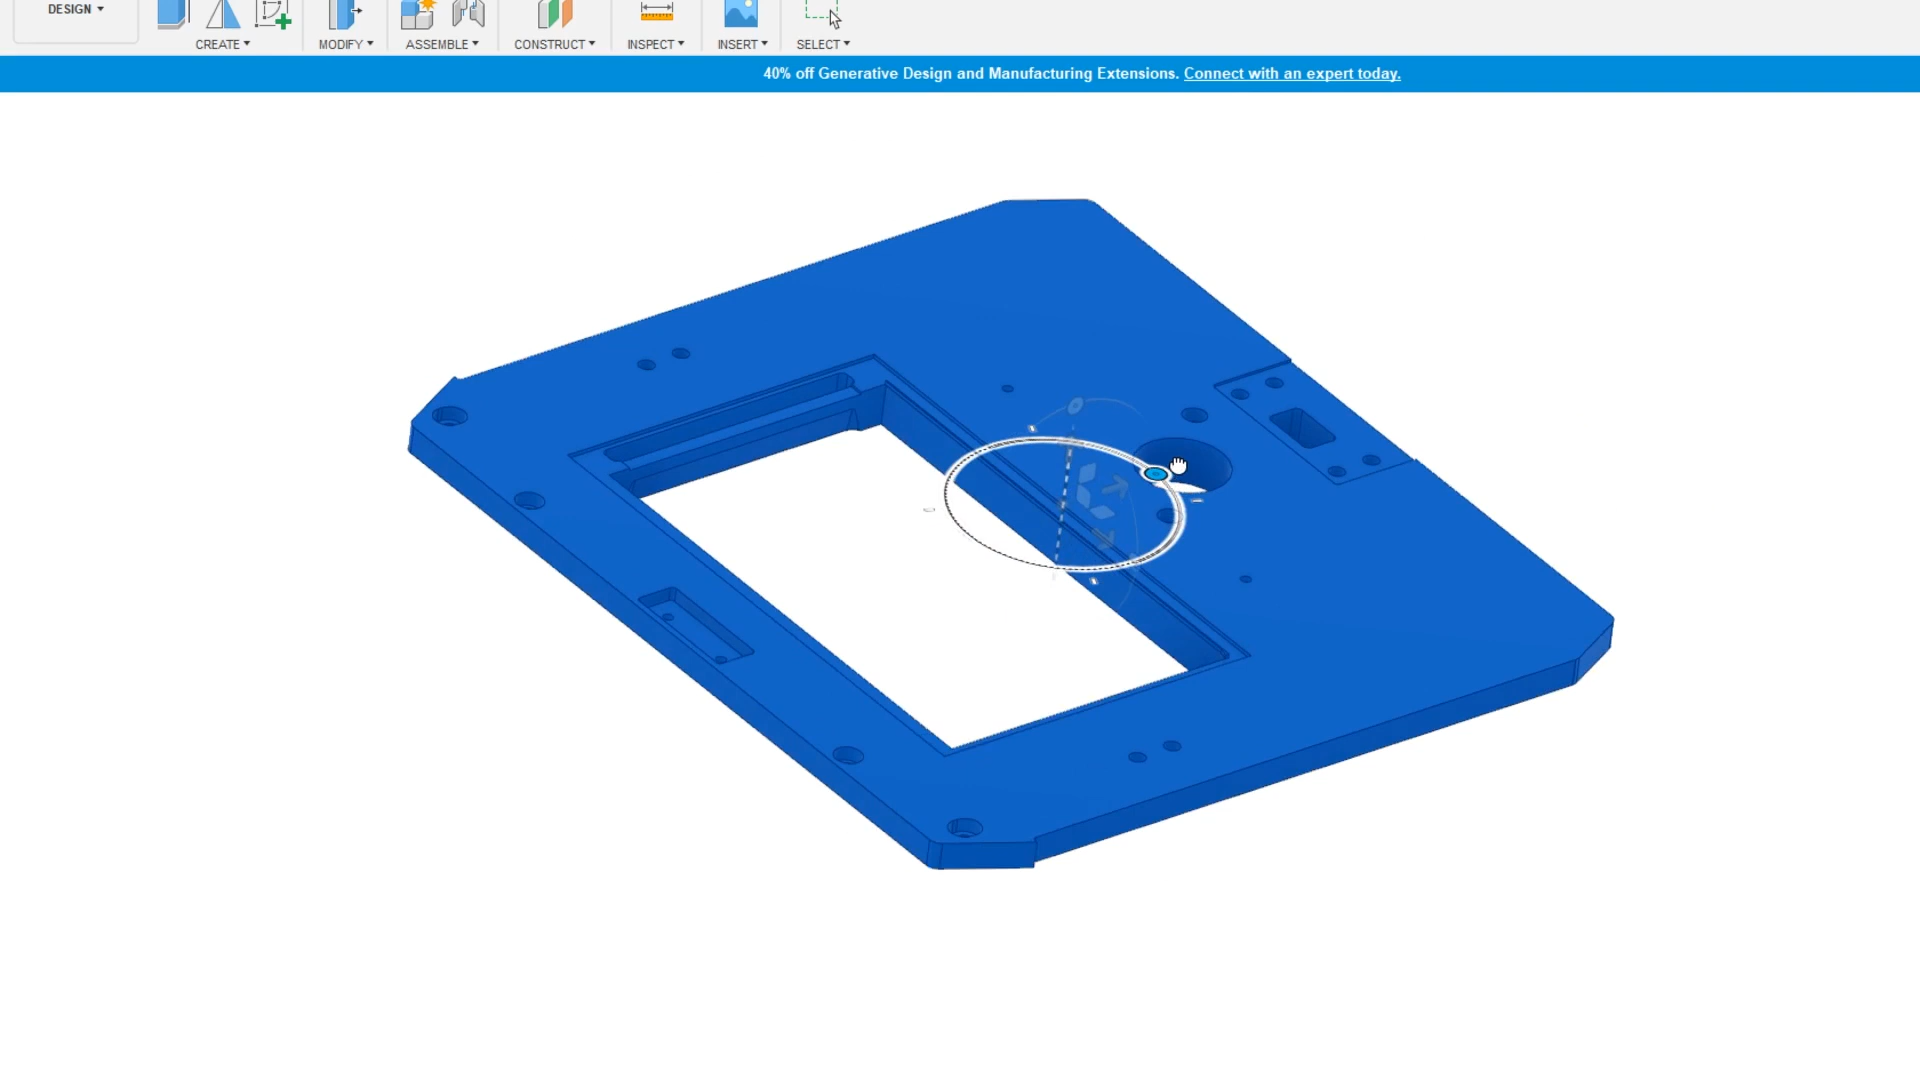 DESIGN
CREATE
MODIFY
ASSEMBLE
CONSTRUCT
INSPECT
INSERT
SELECT
40% off Generative Design and Manufacturing Extensions. Connect with an expert today.